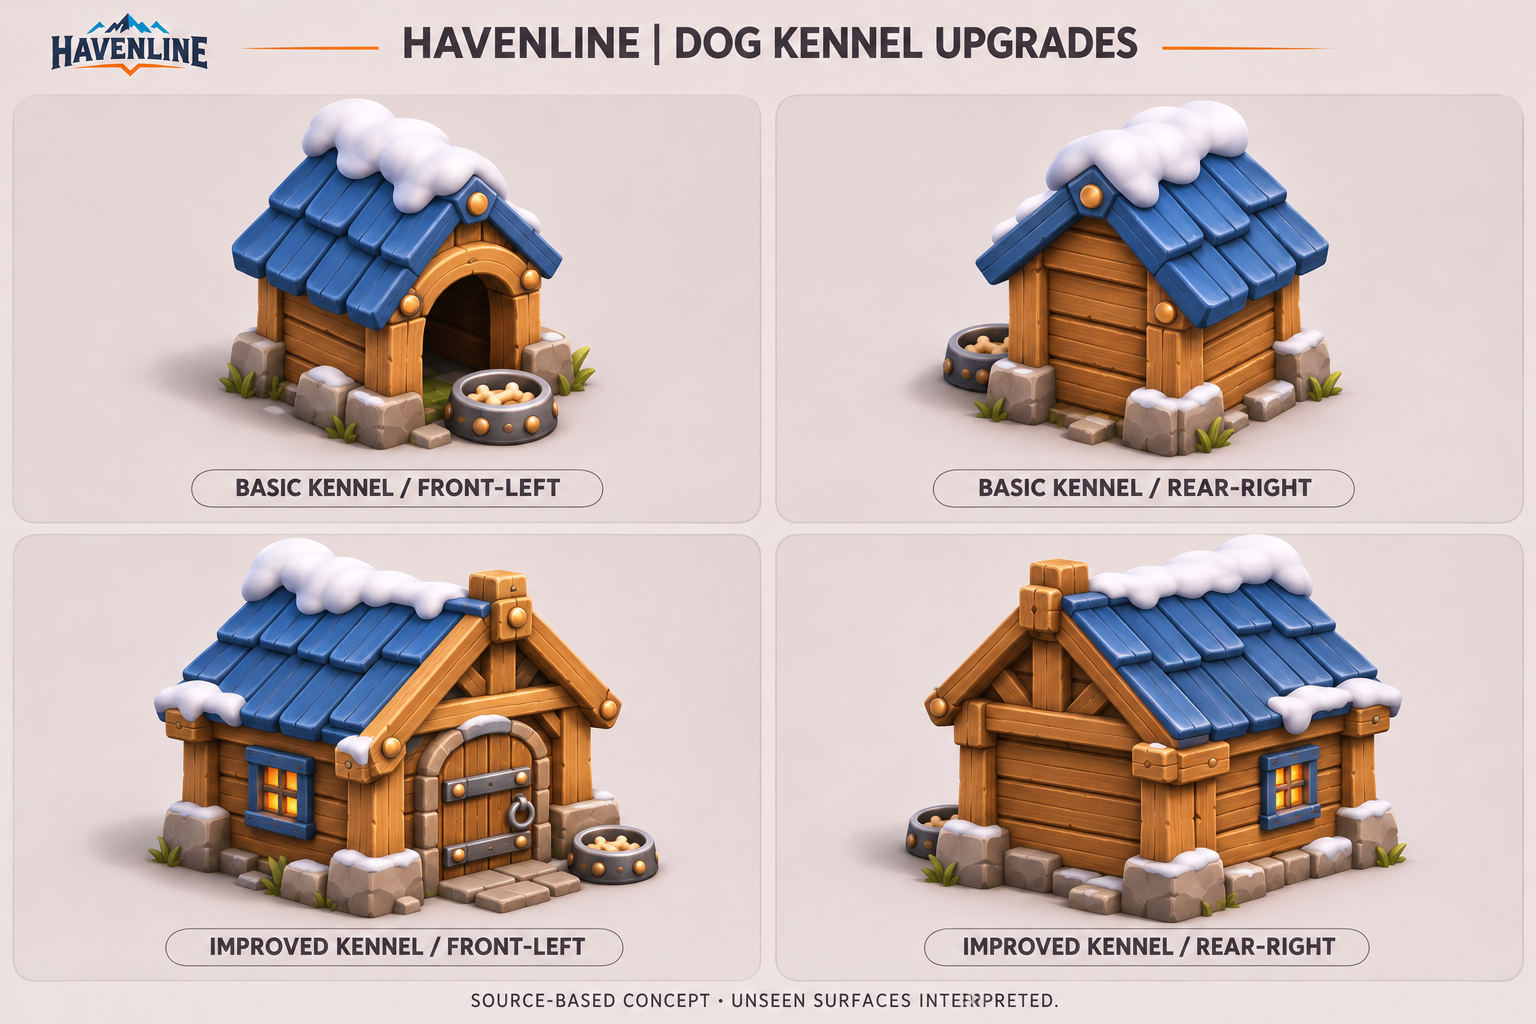 HAVENLINE
HAVENLINE | DOG KENNEL UPGRADES
BASIC KENNEL / FRONT-LEFT
BASIC KENNEL / REAR-RIGHT
IMPROVED KENNEL / FRONT-LEFT
IMPROVED KENNEL / REAR-RIGHT
SOURCE-BASED CONCEPT • UNSEEN SURFACES INTERPRETED.